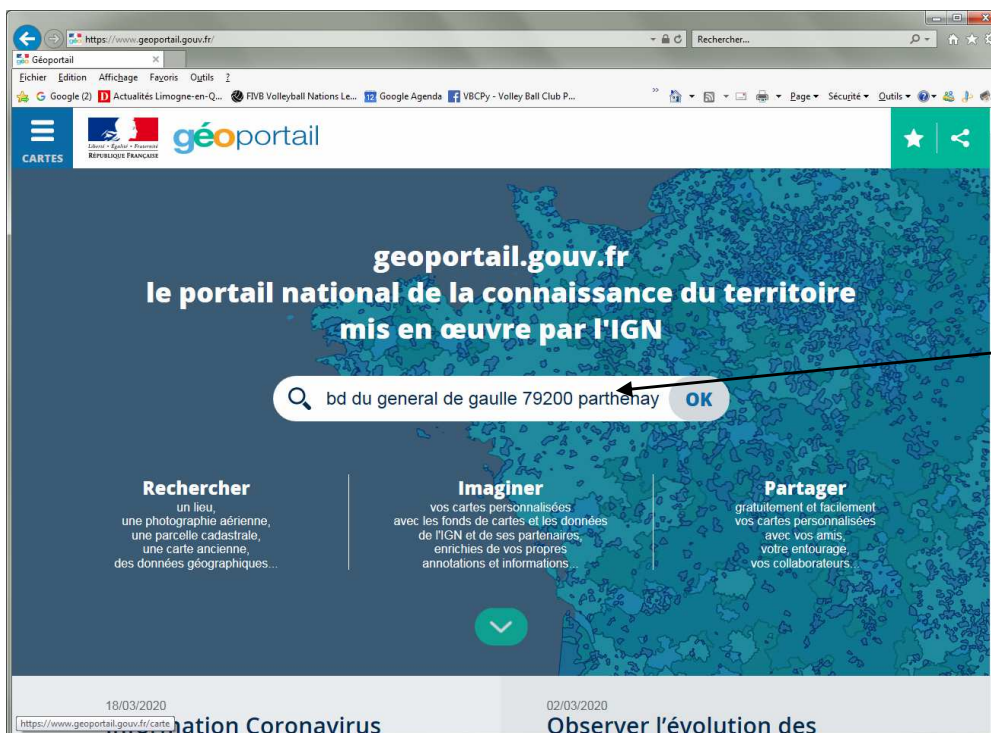 https://www.geoportail.gouv.fr/
Rechercher...
Géoportail
Fichier Edition Affichage Favoris Outils ?
Google (2) Actualités Limogne-en-Q... FIVB Volleyball Nations Le... 12 Google Agenda VBCPy - Volley Ball Club P... » Page Sécurité Outils
CARTES
Liberté • Égalité • Fraternité
RÉPUBLIQUE FRANÇAISE
géoportail
geoportail.gouv.fr
le portail national de la connaissance du territoire
mis en œuvre par l'IGN
bd du general de gaulle 79200 parthenay OK
Rechercher
un lieu,
une photographie aérienne,
une parcelle cadastrale,
une carte ancienne,
des données géographiques...
Imaginer
vos cartes personnalisées
avec les fonds de cartes et les données
de l'IGN et de ses partenaires,
enrichies de vos propres
annotations et informations...
Partager
gratuitement et facilement
vos cartes personnalisées
avec vos amis,
votre entourage,
vos collaborateurs...
18/03/2020
Coronavirus
02/03/2020
Observer l'évolution des
https://www.geoportail.gouv.fr/carte